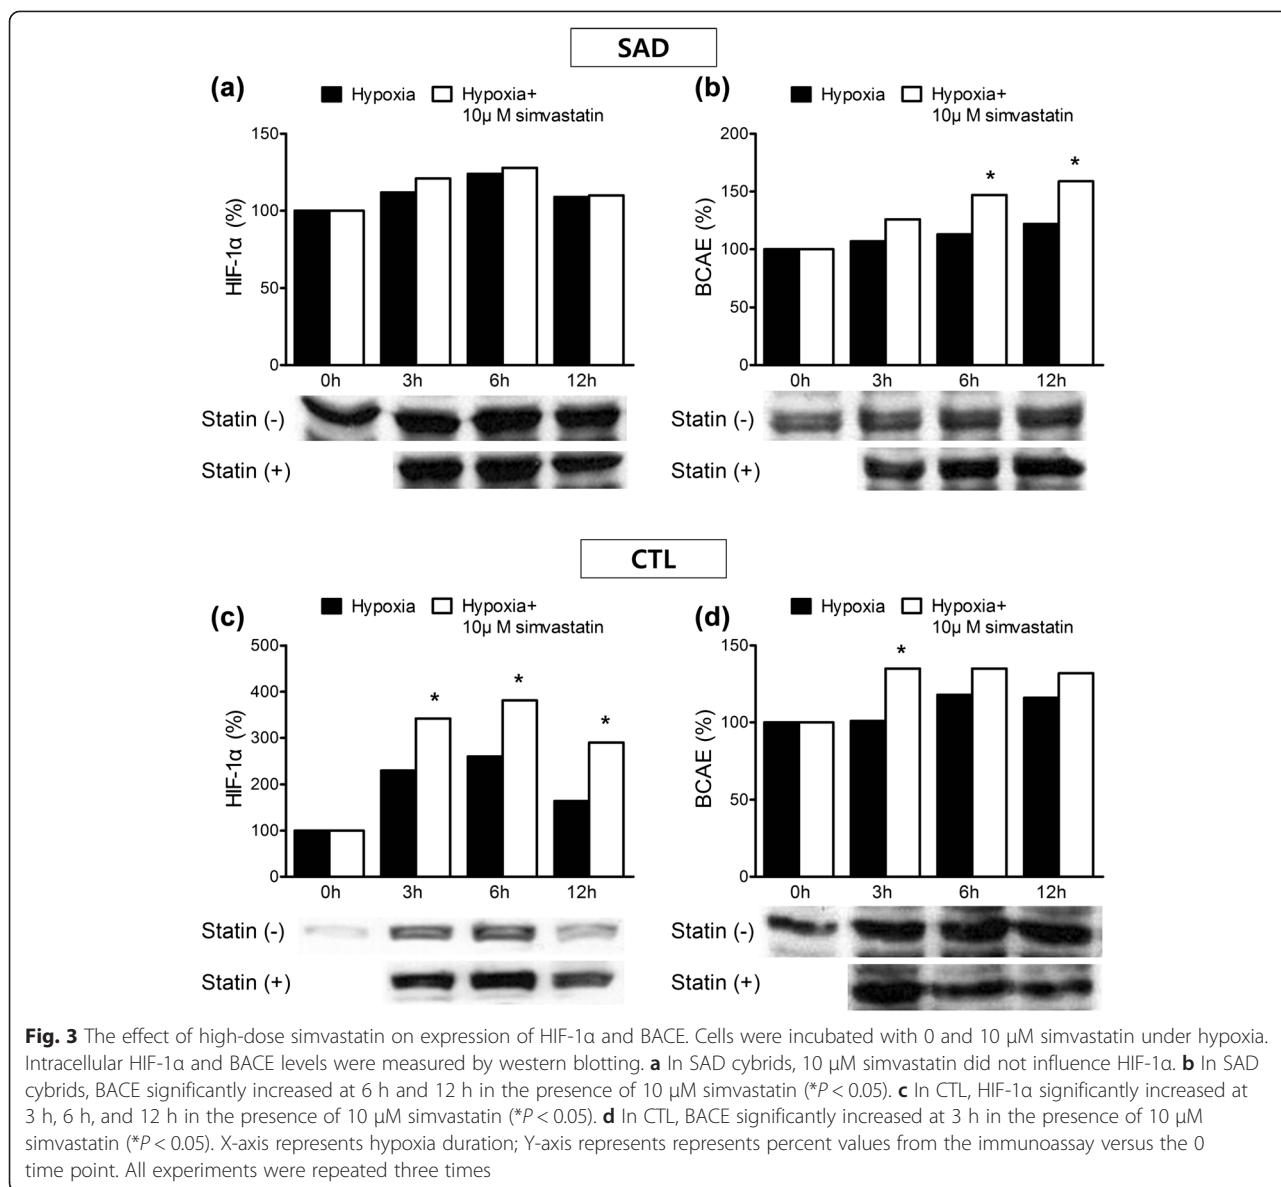 SAD
(a)
Hypoxia
Hypoxia+
10μ M simvastatin
HIF-1α (%)
150
100
50
0
0h 3h 6h 12h
Statin (-)
Statin (+)
(b)
Hypoxia
Hypoxia+
10μ M simvastatin
BCAE (%)
200
150
100
50
0
* *
0h 3h 6h 12h
Statin (-)
Statin (+)
CTL
(c)
Hypoxia
Hypoxia+
10μ M simvastatin
HIF-1α (%)
500
400
300
200
100
0
* * *
0h 3h 6h 12h
Statin (-)
Statin (+)
(d)
Hypoxia
Hypoxia+
10μ M simvastatin
BCAE (%)
150
100
50
0
*
0h 3h 6h 12h
Statin (-)
Statin (+)
Fig. 3 The effect of high-dose simvastatin on expression of HIF-1α and BACE. Cells were incubated with 0 and 10 μM simvastatin under hypoxia.
Intracellular HIF-1α and BACE levels were measured by western blotting. a In SAD cybrids, 10 μM simvastatin did not influence HIF-1α. b In SAD
cybrids, BACE significantly increased at 6 h and 12 h in the presence of 10 μM simvastatin (*P < 0.05). c In CTL, HIF-1α significantly increased at
3 h, 6 h, and 12 h in the presence of 10 μM simvastatin (*P < 0.05). d In CTL, BACE significantly increased at 3 h in the presence of 10 μM
simvastatin (*P < 0.05). X-axis represents hypoxia duration; Y-axis represents represents percent values from the immunoassay versus the 0
time point. All experiments were repeated three times